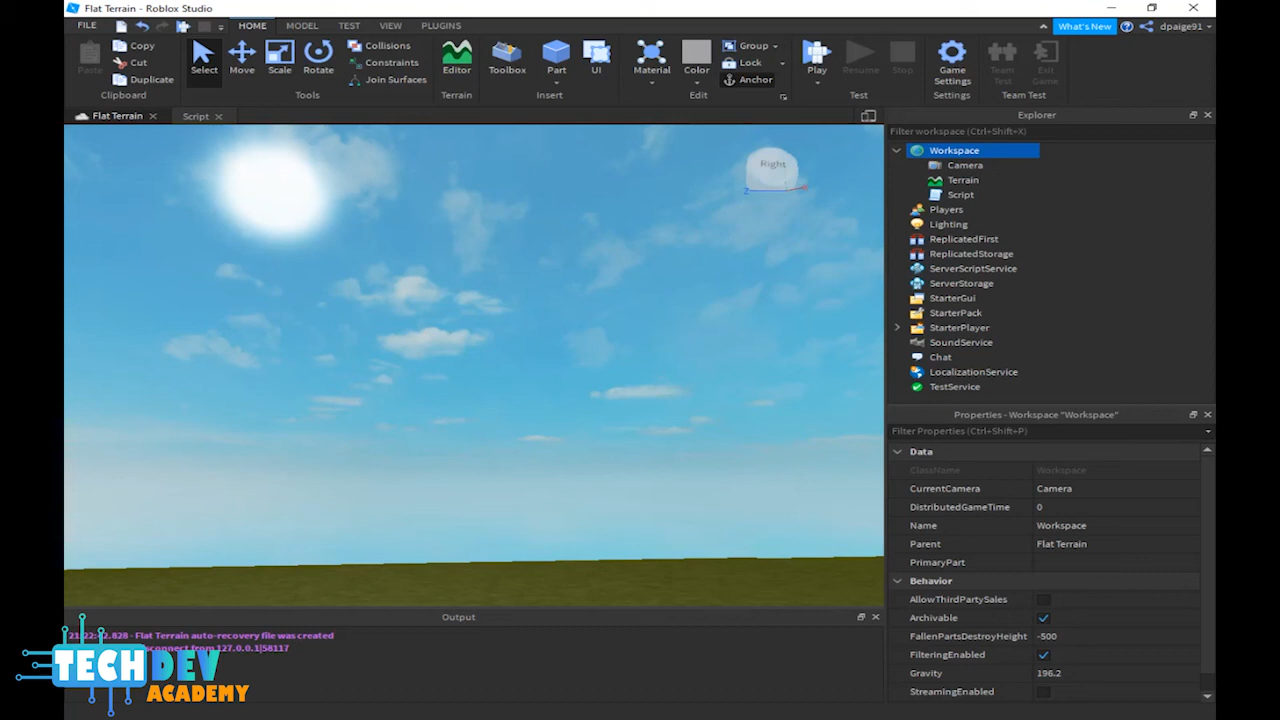 Flat Terrain - Roblox Studio
FILE HOME MODEL TEST VIEW PLUGINS What's New dpaige91
Paste Copy Cut Duplicate Clipboard
Select Move Scale Rotate Collisions Constraints Join Surfaces Tools
Editor Terrain
Toolbox Part UI Insert
Material Color Group Lock Anchor Edit
Play Resume Stop Test
Game Settings Settings
Team Test Exit Game Team Test
Flat Terrain Script
Right
Z
Explorer
Filter workspace (Ctrl+Shift+X)
Workspace
Camera
Terrain
Script
Players
Lighting
ReplicatedFirst
ReplicatedStorage
ServerScriptService
ServerStorage
StarterGui
StarterPack
StarterPlayer
SoundService
Chat
LocalizationService
TestService
Properties - Workspace "Workspace"
Filter Properties (Ctrl+Shift+P)
Data
ClassName Workspace
CurrentCamera Camera
DistributedGameTime 0
Name Workspace
Parent Flat Terrain
PrimaryPart
Behavior
AllowThirdPartySales
Archivable
FallenPartsDestroyHeight -500
FilteringEnabled
Gravity 196.2
StreamingEnabled
Output
- Flat Terrain auto-recovery file was created
from 127.0.0.1|58117
TECH DEV
ACADEMY